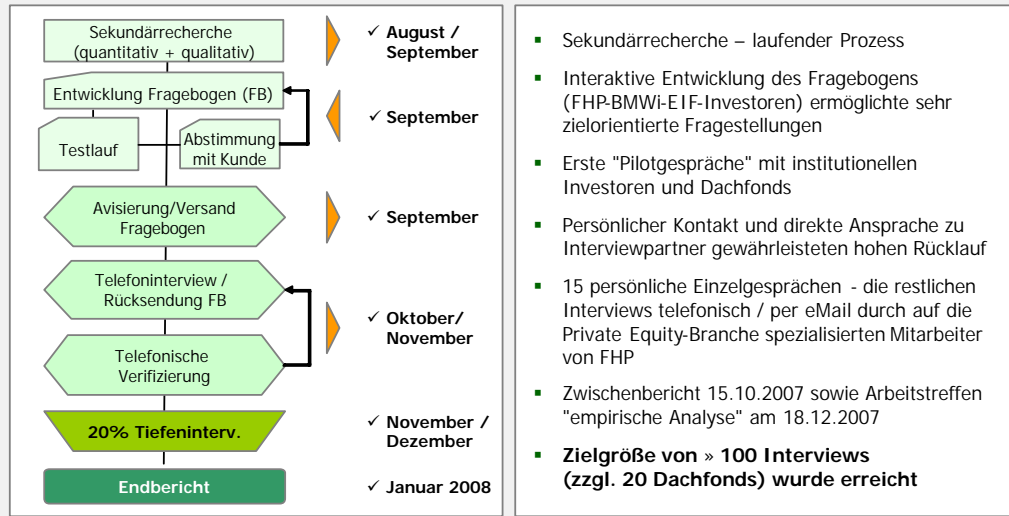 Sekundärrecherche
(quantitativ + qualitativ)
✓ August /
September
Entwicklung Fragebogen (FB)
Testlauf
Abstimmung
mit Kunde
✓ September
Avisierung/Versand
Fragebogen
✓ September
Telefoninterview /
Rücksendung FB
Telefonische
Verifizierung
✓ Oktober/
November
20% Tiefeninterv.
✓ November /
Dezember
Endbericht
✓ Januar 2008
▪ Sekundärrecherche – laufender Prozess
▪ Interaktive Entwicklung des Fragebogens
(FHP-BMWi-EIF-Investoren) ermöglichte sehr
zielorientierte Fragestellungen
▪ Erste "Pilotgespräche" mit institutionellen
Investoren und Dachfonds
▪ Persönlicher Kontakt und direkte Ansprache zu
Interviewpartner gewährleisteten hohen Rücklauf
▪ 15 persönliche Einzelgesprächen - die restlichen
Interviews telefonisch / per eMail durch auf die
Private Equity-Branche spezialisierten Mitarbeiter
von FHP
▪ Zwischenbericht 15.10.2007 sowie Arbeitstreffen
"empirische Analyse" am 18.12.2007
▪ Zielgröße von » 100 Interviews
(zzgl. 20 Dachfonds) wurde erreicht